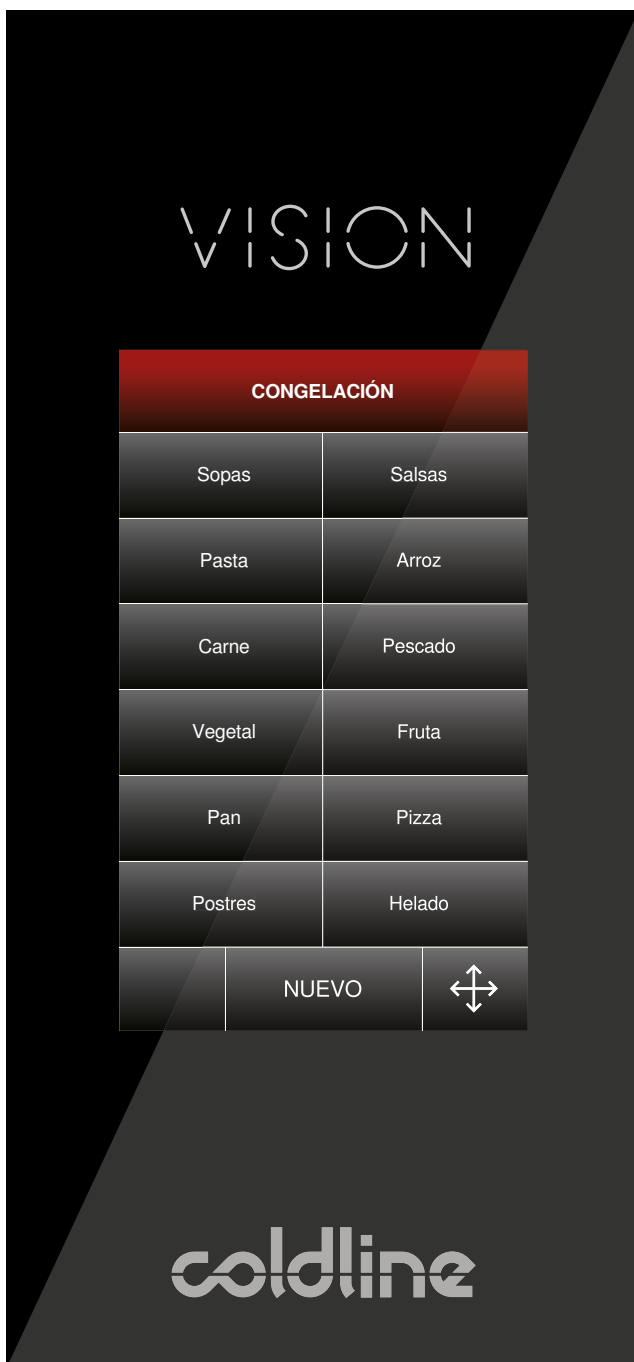 VISION
CONGELACIÓN
Sopas Salsas
Pasta Arroz
Carne Pescado
Vegetal Fruta
Pan Pizza
Postres Helado
NUEVO
coldline